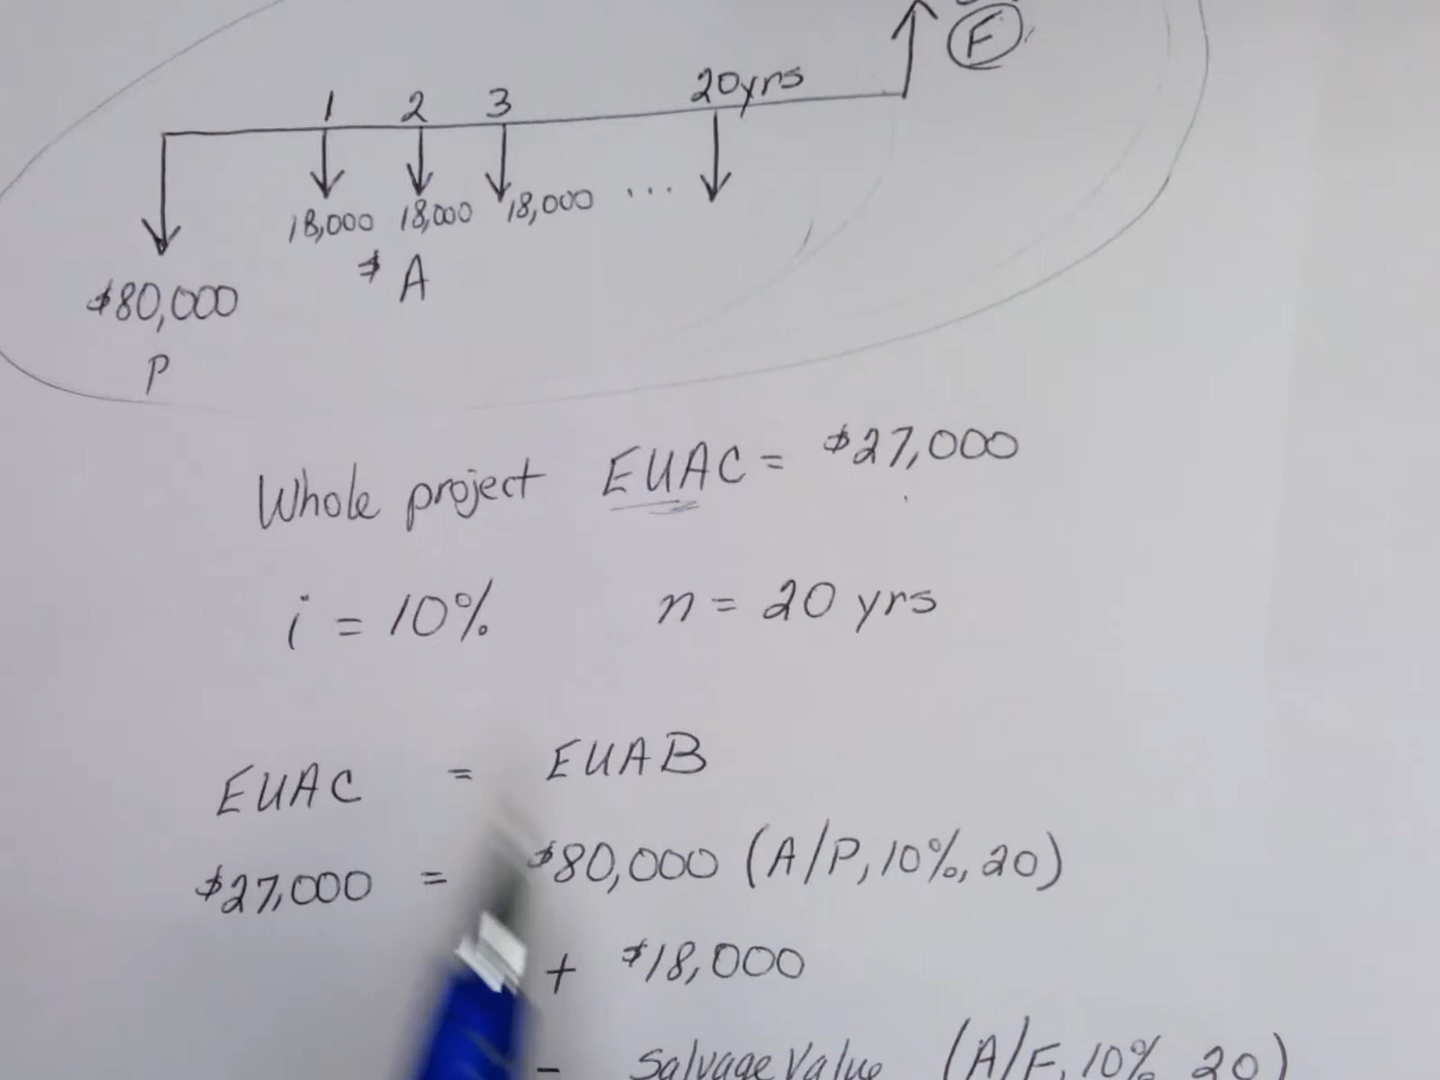 F
1 2 3 20yrs
18,000 18,000 18,000 ...
$ A
$80,000
P
Whole project EUAC = $27,000
i = 10% n = 20 yrs
EUAC = EUAB
$27,000 = $80,000 (A/P, 10%, 20)
+ $18,000
- Salvage Value (A/F, 10%, 20)